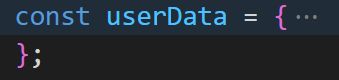 const userData = {···
};